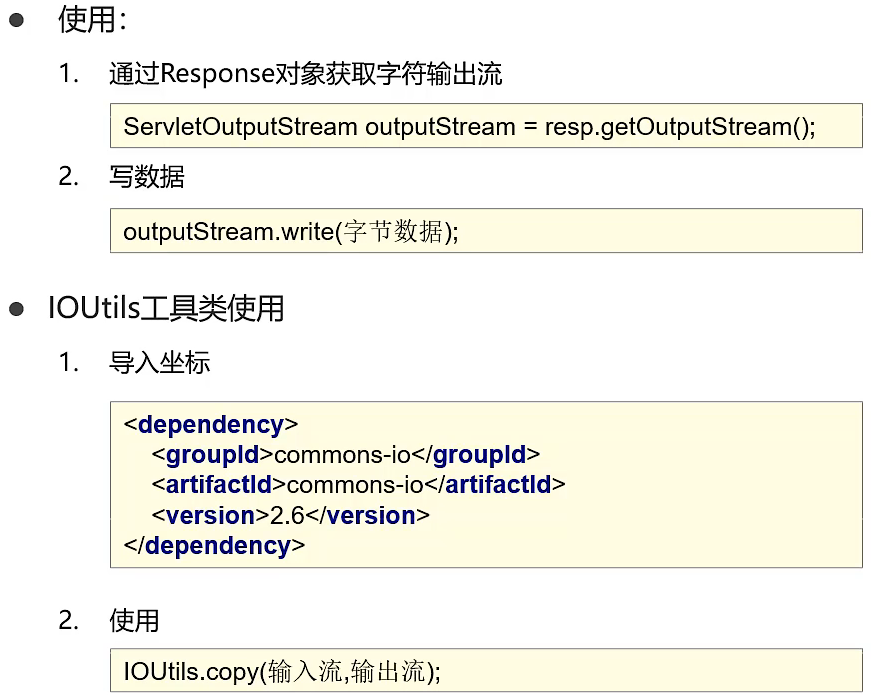 ● 使用：
1. 通过Response对象获取字符输出流
ServletOutputStream outputStream = resp.getOutputStream();
2. 写数据
outputStream.write(字节数据);
● IOUtils工具类使用
1. 导入坐标
<dependency>
<groupId>commons-io</groupId>
<artifactId>commons-io</artifactId>
<version>2.6</version>
</dependency>
2. 使用
IOUtils.copy(输入流,输出流);